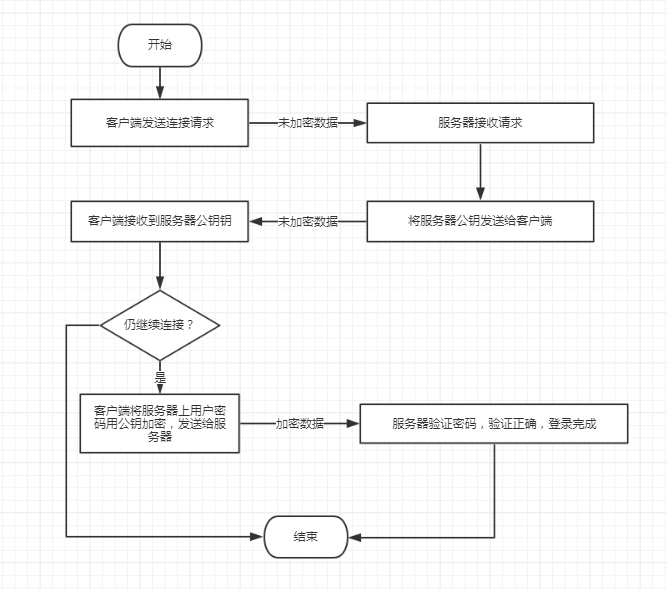 开始
客户端发送连接请求
未加密数据
服务器接收请求
客户端接收到服务器公钥钥
未加密数据
将服务器公钥发送给客户端
仍继续连接？
是
客户端将服务器上用户密
码用公钥加密，发送给服
务器
加密数据
服务器验证密码，验证正确，登录完成
结束